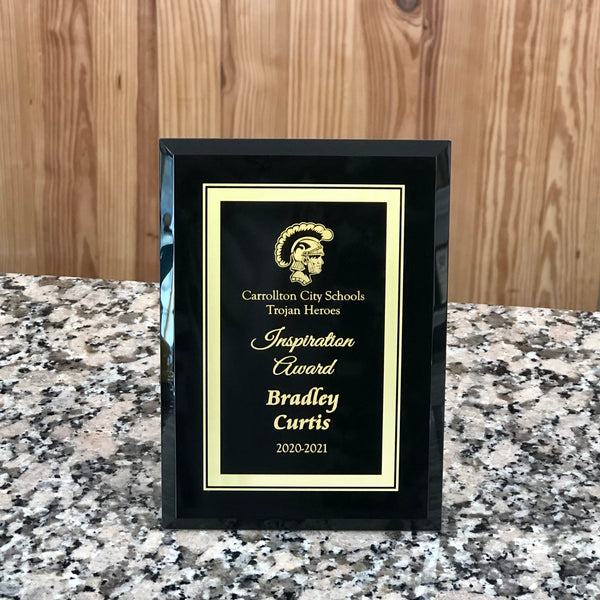 Carrollton City Schools
Trojan Heroes
Inspiration
Award
Bradley
Curtis
2020-2021